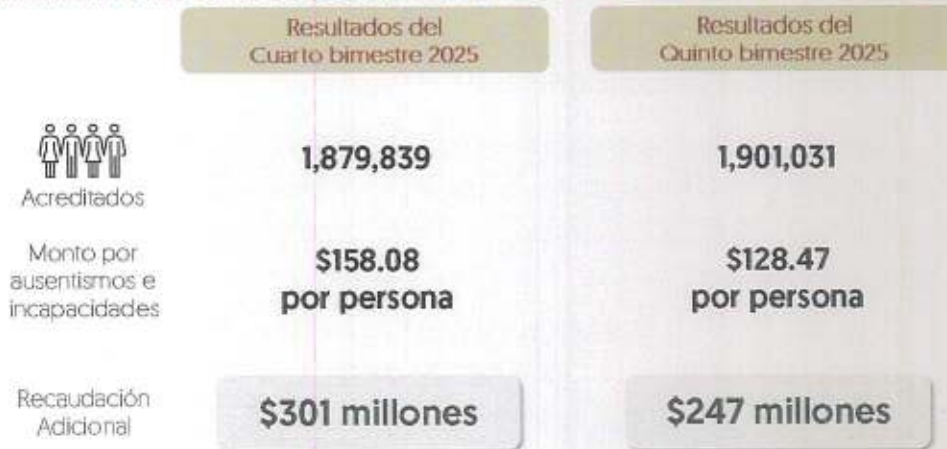 Resultados del
Cuarto bimestre 2025
Resultados del
Quinto bimestre 2025
Acreditados
1,879,839
1,901,031
Monto por
ausentismos e
incapacidades
$158.08
por persona
$128.47
por persona
Recaudación
Adicional
$301 millones
$247 millones